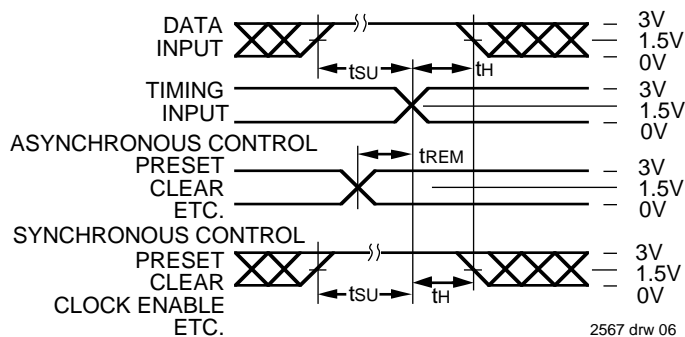 DATA
INPUT
tSU
tH
3V
1.5V
0V
TIMING
INPUT
3V
1.5V
0V
ASYNCHRONOUS CONTROL
PRESET
CLEAR
ETC.
tREM
3V
1.5V
0V
SYNCHRONOUS CONTROL
PRESET
CLEAR
CLOCK ENABLE
ETC.
tSU
tH
3V
1.5V
0V
2567 drw 06